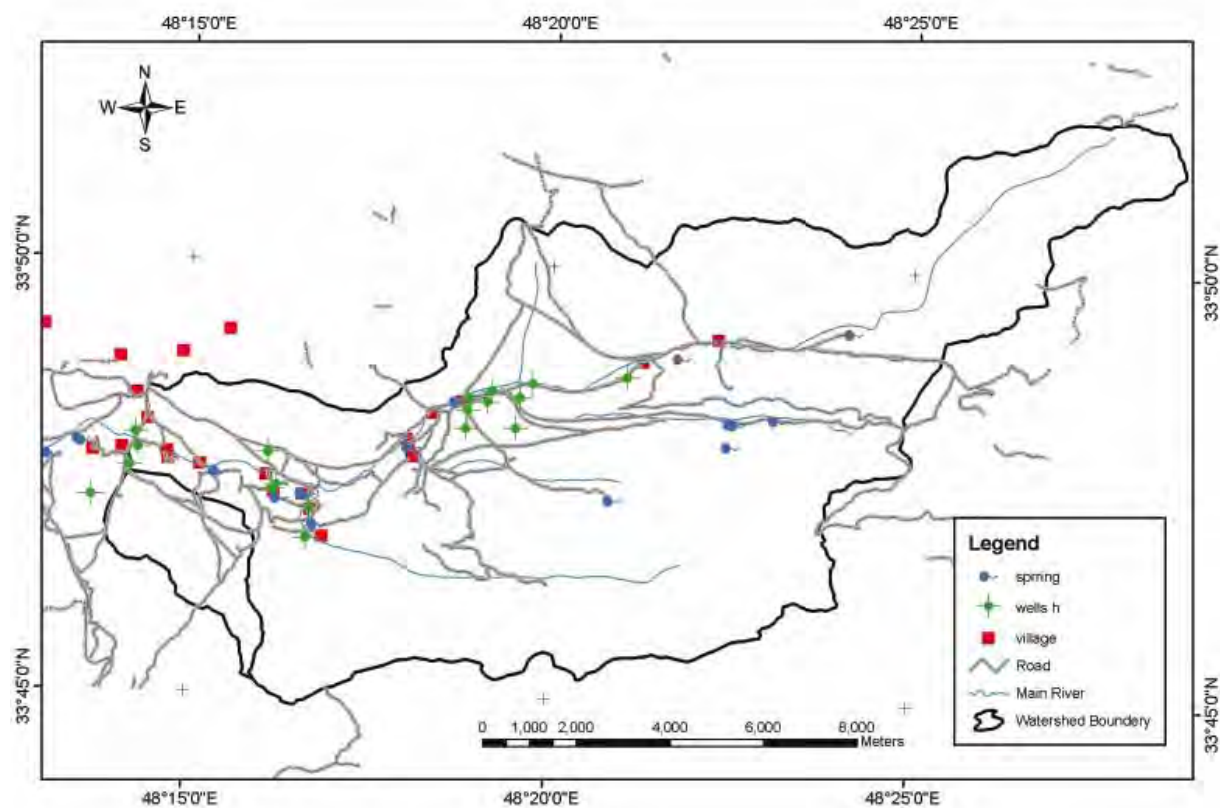 48°15'0"E 48°20'0"E 48°25'0"E
N
W E
S
33°50'0"N
33°50'0"N
33°45'0"N
33°45'0"N
Legend
spring
wells h
village
Road
Main River
Watershed Boundery
0 1,000 2,000 4,000 6,000 8,000
Meters
48°15'0"E 48°20'0"E 48°25'0"E